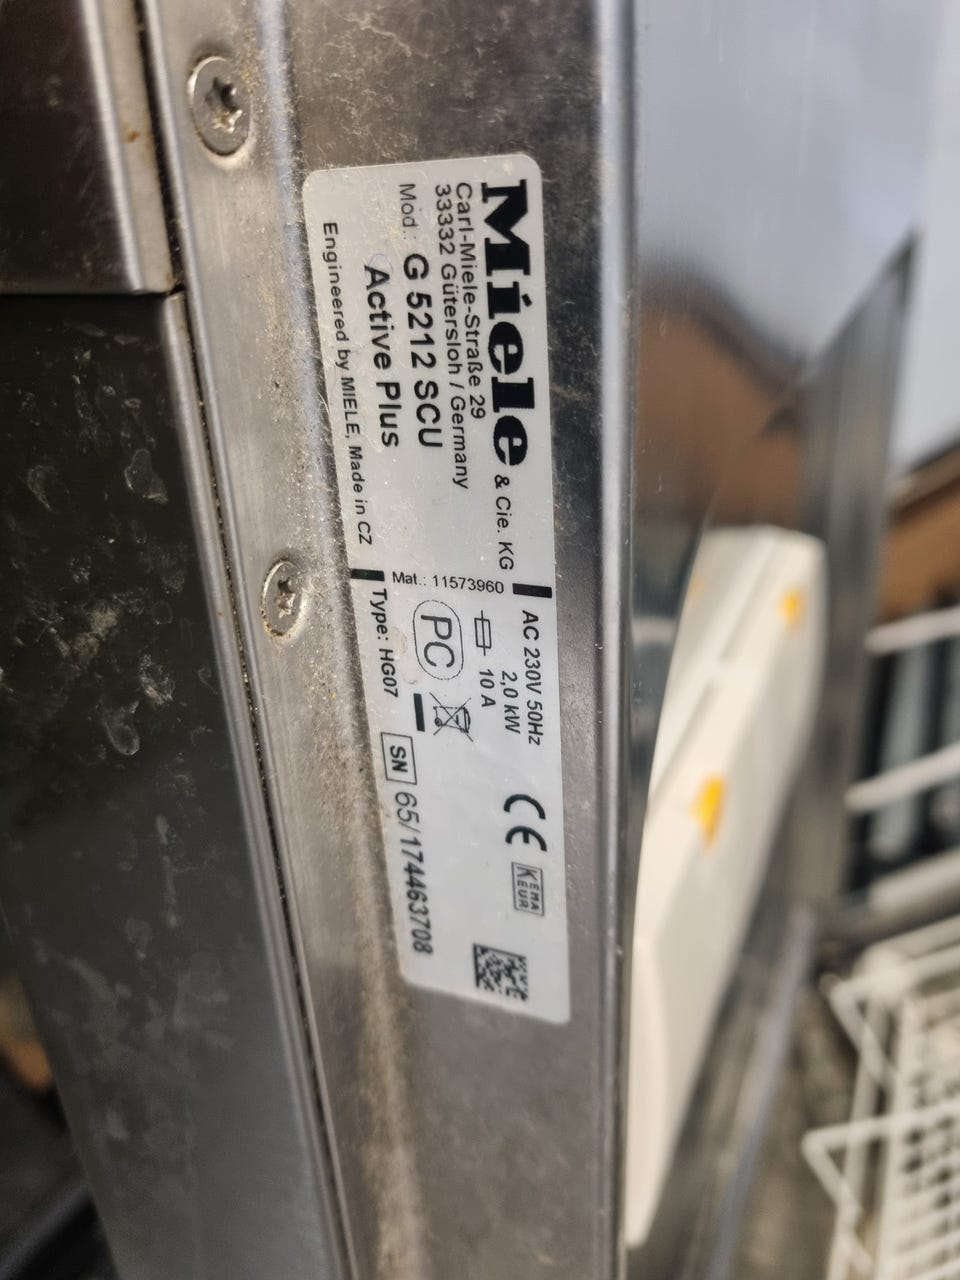 Miele & Cie. KG
Carl-Miele-Straße 29
33332 Gütersloh / Germany
Mod.: G 5212 SCU
Active Plus
Engineered by MIELE, Made in CZ
Mat.: 11573960
AC 230V 50Hz
2,0 kW
10 A
PC
Type: HG07
CE
KEMA
EUR
SN 65/174463708